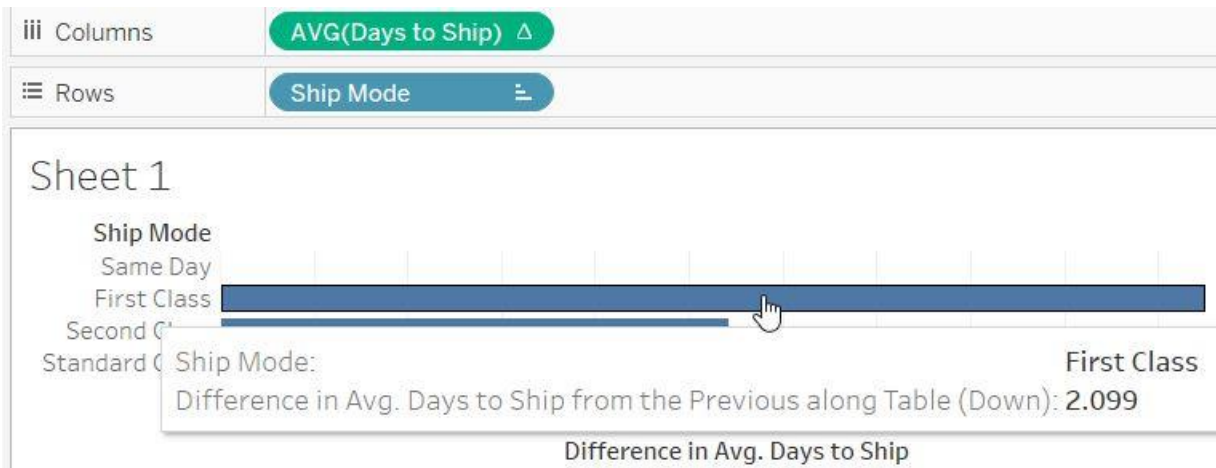 Columns AVG(Days to Ship) Δ
Rows Ship Mode
Sheet 1
Ship Mode
Same Day
First Class
Second
Standard
Ship Mode: First Class
Difference in Avg. Days to Ship from the Previous along Table (Down): 2.099
Difference in Avg. Days to Ship